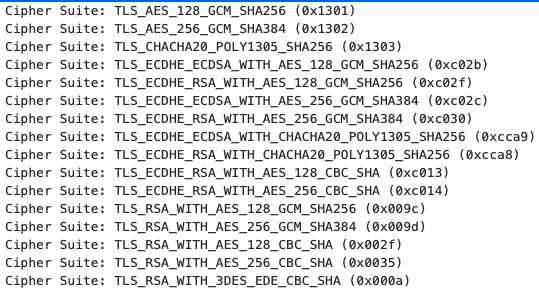 Cipher Suite: TLS_AES_128_GCM_SHA256 (0x1301)
Cipher Suite: TLS_AES_256_GCM_SHA384 (0x1302)
Cipher Suite: TLS_CHACHA20_POLY1305_SHA256 (0x1303)
Cipher Suite: TLS_ECDHE_ECDSA_WITH_AES_128_GCM_SHA256 (0xc02b)
Cipher Suite: TLS_ECDHE_RSA_WITH_AES_128_GCM_SHA256 (0xc02f)
Cipher Suite: TLS_ECDHE_ECDSA_WITH_AES_256_GCM_SHA384 (0xc02c)
Cipher Suite: TLS_ECDHE_RSA_WITH_AES_256_GCM_SHA384 (0xc030)
Cipher Suite: TLS_ECDHE_ECDSA_WITH_CHACHA20_POLY1305_SHA256 (0xcca9)
Cipher Suite: TLS_ECDHE_RSA_WITH_CHACHA20_POLY1305_SHA256 (0xcca8)
Cipher Suite: TLS_ECDHE_RSA_WITH_AES_128_CBC_SHA (0xc013)
Cipher Suite: TLS_ECDHE_RSA_WITH_AES_256_CBC_SHA (0xc014)
Cipher Suite: TLS_RSA_WITH_AES_128_GCM_SHA256 (0x009c)
Cipher Suite: TLS_RSA_WITH_AES_256_GCM_SHA384 (0x009d)
Cipher Suite: TLS_RSA_WITH_AES_128_CBC_SHA (0x002f)
Cipher Suite: TLS_RSA_WITH_AES_256_CBC_SHA (0x0035)
Cipher Suite: TLS_RSA_WITH_3DES_EDE_CBC_SHA (0x000a)